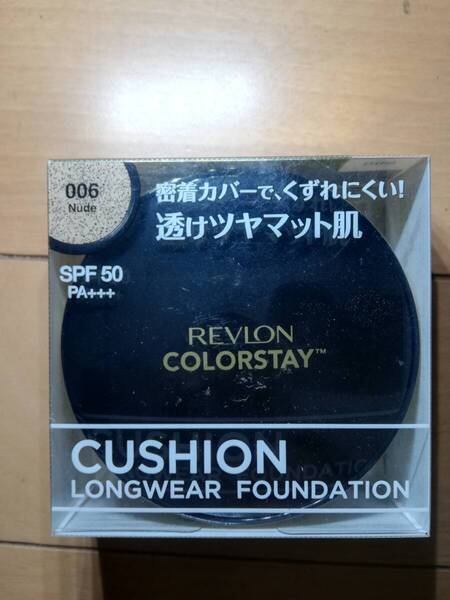 006
Nude
密着カバーで、くずれにくい!
透けツヤマット肌
SPF 50
PA+++
REVLON
COLORSTAY™
CUSHION
LONGWEAR FOUNDATION